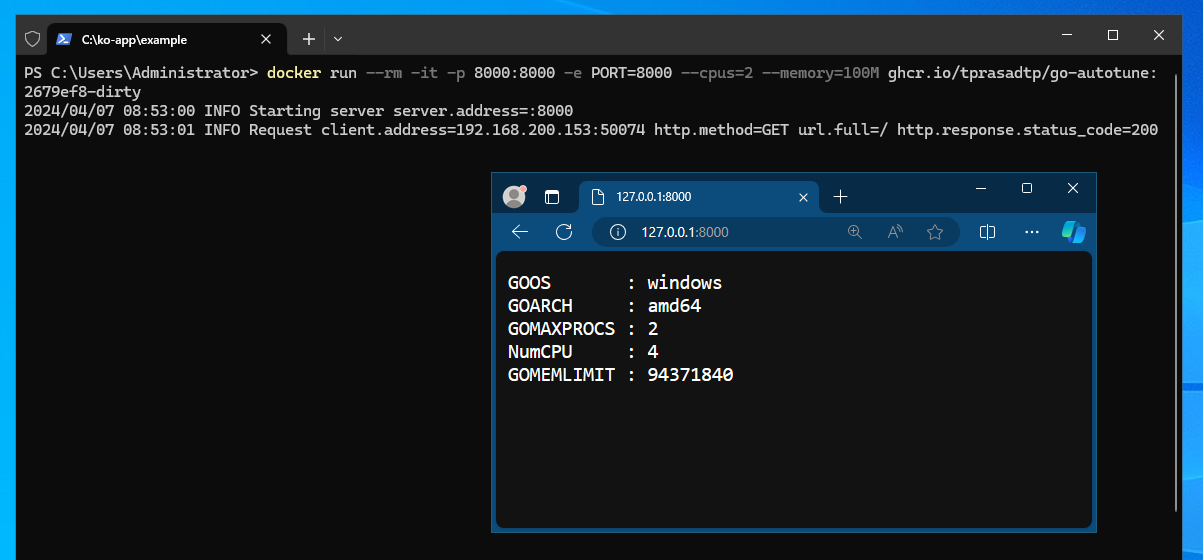 C:\ko-app\example
PS C:\Users\Administrator> docker run --rm -it -p 8000:8000 -e PORT=8000 --cpus=2 --memory=100M ghcr.io/tprasadtp/go-autotune:
2679ef8-dirty
2024/04/07 08:53:00 INFO Starting server server.address=:8000
2024/04/07 08:53:01 INFO Request client.address=192.168.200.153:50074 http.method=GET url.full=/ http.response.status_code=200
127.0.0.1:8000
127.0.0.1:8000
GOOS       : windows
GOARCH     : amd64
GOMAXPROCS : 2
NumCPU     : 4
GOMEMLIMIT : 94371840